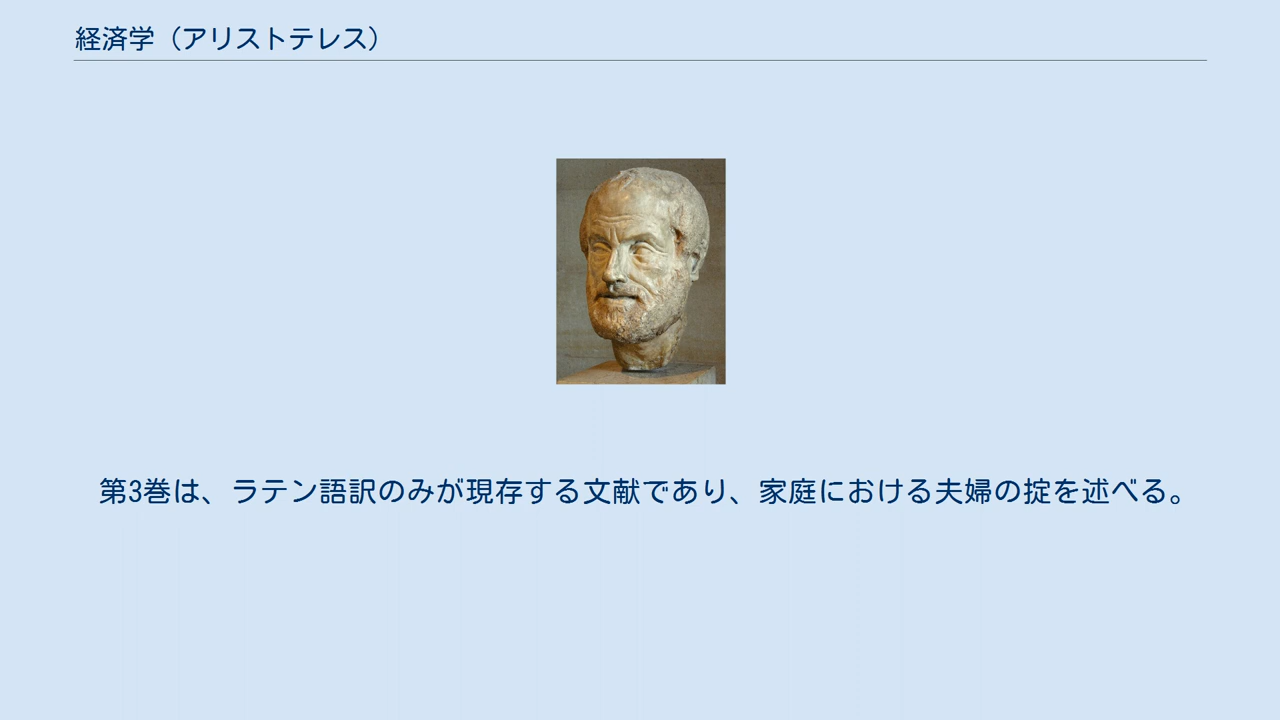 経済学（アリストテレス）
第3巻は、ラテン語訳のみが現存する文献であり、家庭における夫婦の掟を述べる。